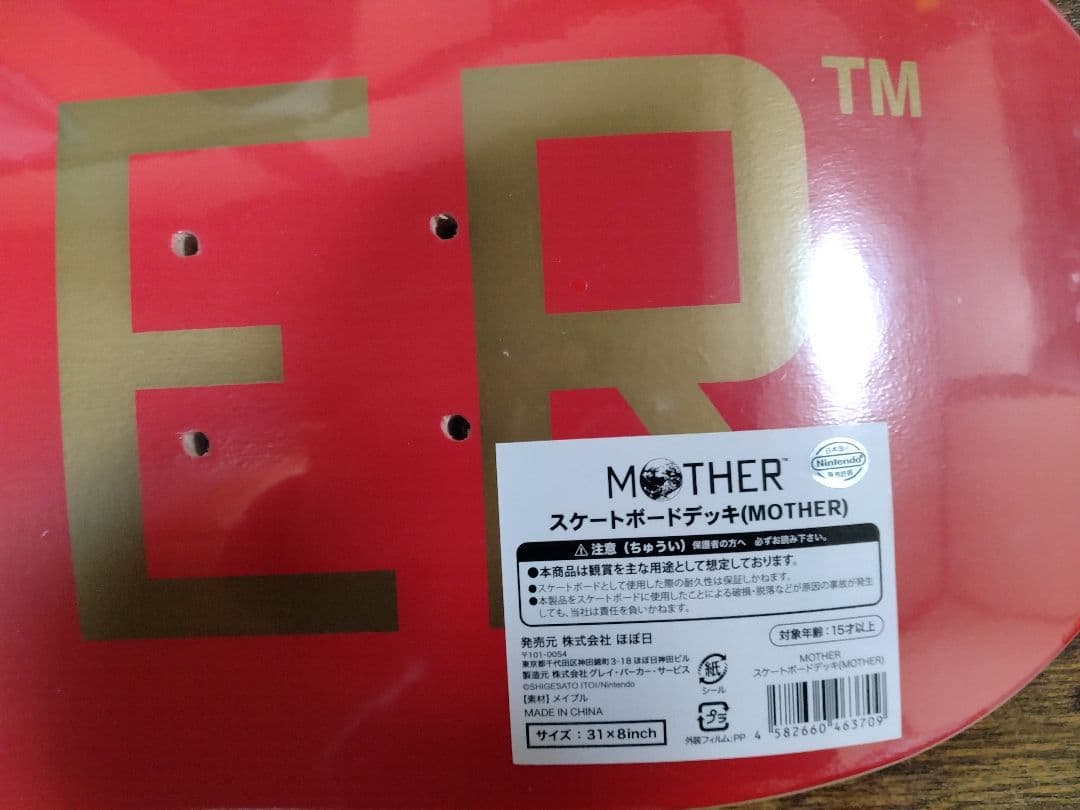 ER™
MOTHER™
日本国内
Nintendo
販売許諾
スケートボードデッキ(MOTHER)
⚠注意（ちゅうい）保護者の方へ 必ずお読み下さい。
●本商品は観賞を主な用途として想定しております。
●スケートボードとして使用した際の耐久性は保証しかねます。
●本製品をスケートボードに使用したことによる破損・脱落などが原因の事故が発生
しても、当社は責任を負いかねます。
発売元 株式会社 ほぼ日
〒101-0054
東京都千代田区神田錦町3-18 ほぼ日神田ビル
製造元 株式会社 グレイ・パーカー・サービス
©SHIGESATO ITOI/Nintendo
【素材】メイプル
MADE IN CHINA
サイズ：31×8inch
紙
シール
プラ
外装フィルム:PP
対象年齢：15才以上
MOTHER
スケートボードデッキ(MOTHER)
4 582660 463709